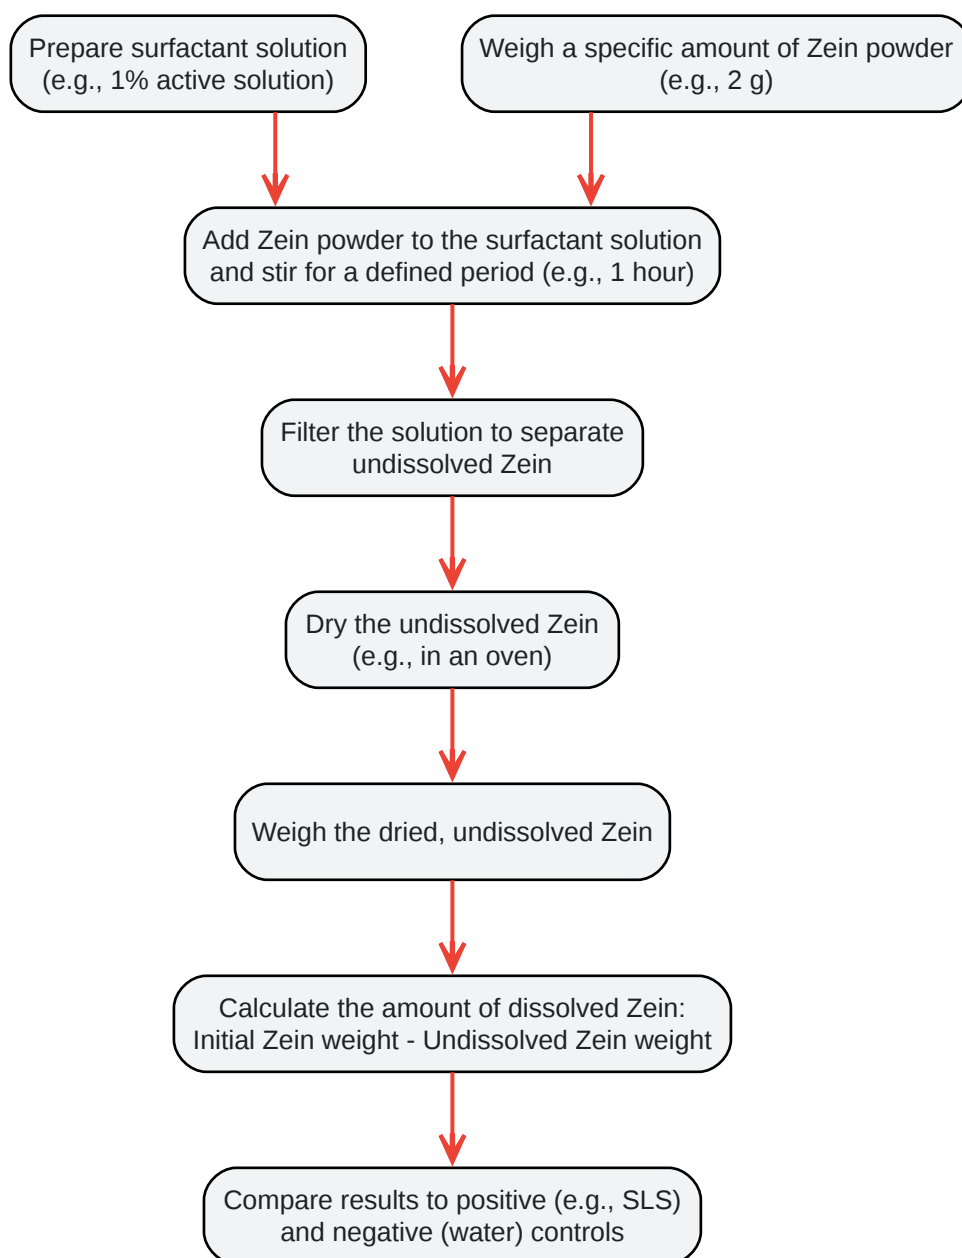 Prepare surfactant solution
(e.g., 1% active solution)
Weigh a specific amount of Zein powder
(e.g., 2 g)
Add Zein powder to the surfactant solution
and stir for a defined period (e.g., 1 hour)
Filter the solution to separate
undissolved Zein
Dry the undissolved Zein
(e.g., in an oven)
Weigh the dried, undissolved Zein
Calculate the amount of dissolved Zein:
Initial Zein weight - Undissolved Zein weight
Compare results to positive (e.g., SLS)
and negative (water) controls